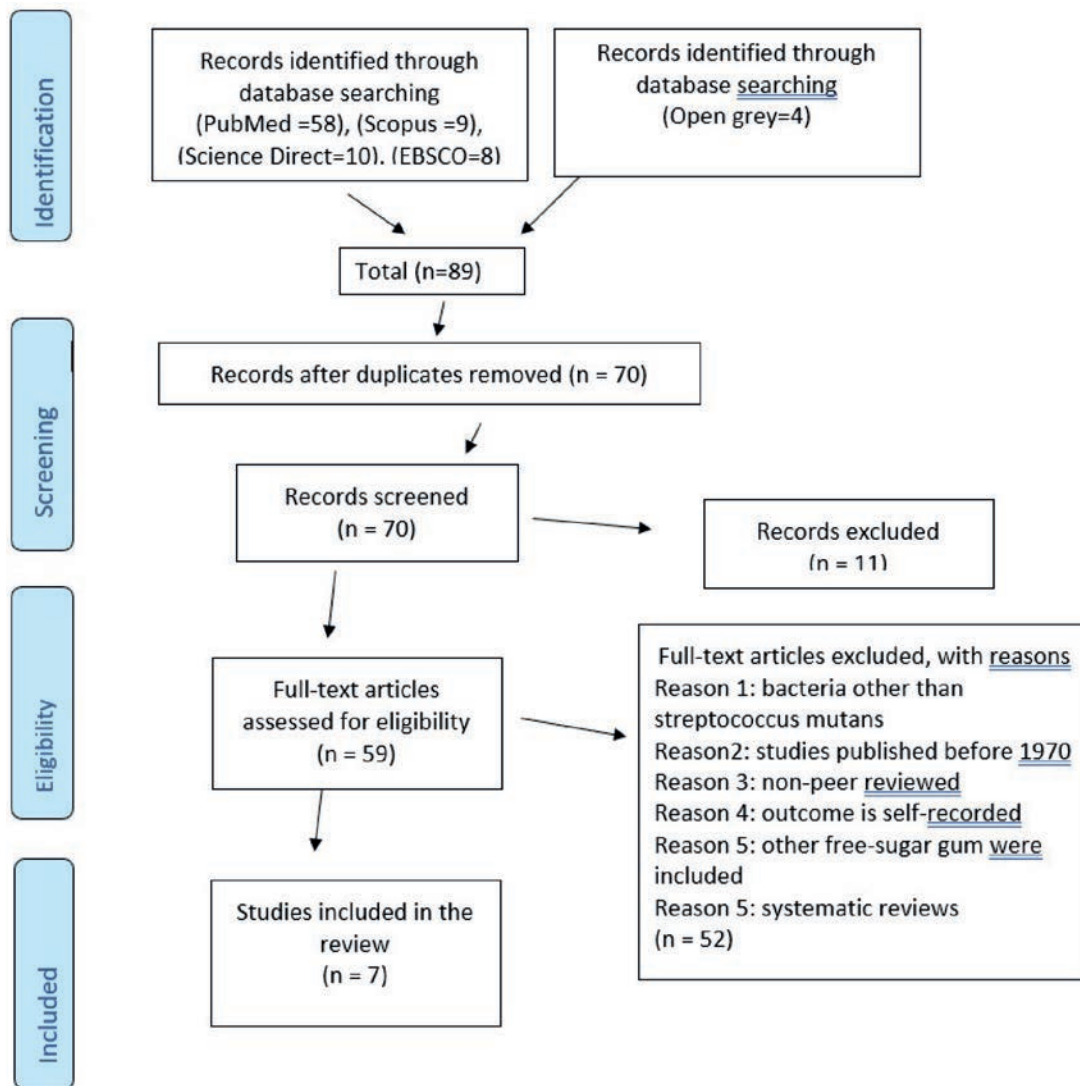 Identification
Records identified through
database searching
(PubMed =58), (Scopus =9),
(Science Direct=10). (EBSCO=8)
Records identified through
database searching
(Open grey=4)
Total (n=89)
Screening
Records after duplicates removed (n = 70)
Records screened
(n = 70)
Records excluded
(n = 11)
Eligibility
Full-text articles
assessed for eligibility
(n = 59)
Full-text articles excluded, with reasons
Reason 1: bacteria other than
streptococcus mutans
Reason2: studies published before 1970
Reason 3: non-peer reviewed
Reason 4: outcome is self-recorded
Reason 5: other free-sugar gum were
included
Reason 5: systematic reviews
(n = 52)
Included
Studies included in the
review
(n = 7)